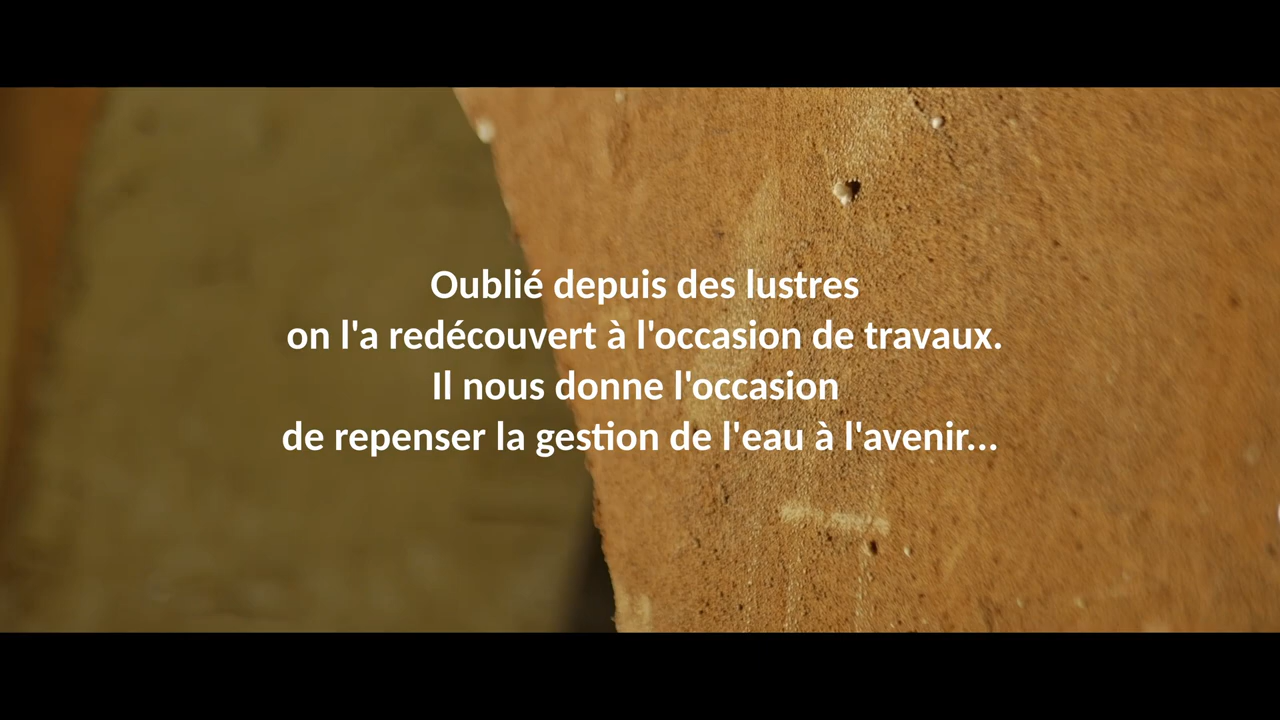 Oublié depuis des lustres
on l'a redécouvert à l'occasion de travaux.
Il nous donne l'occasion
de repenser la gestion de l'eau à l'avenir...